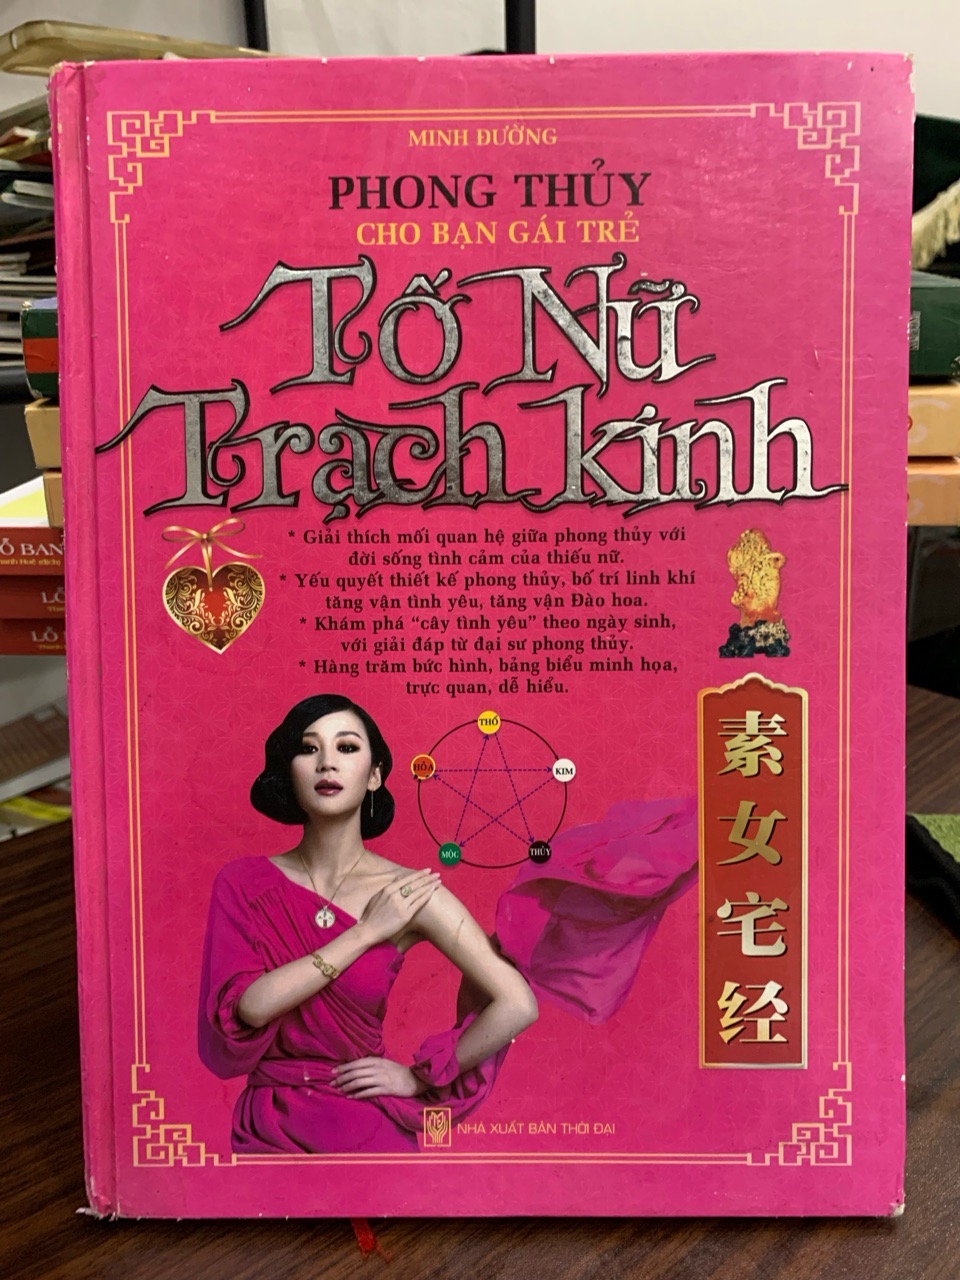 MINH ĐƯỜNG
PHONG THỦY
CHO BẠN GÁI TRẺ
TỐ NỮ
Trạch kinh
* Giải thích mối quan hệ giữa phong thủy với
đời sống tình cảm của thiếu nữ.
* Yếu quyết thiết kế phong thủy, bố trí linh khí
tăng vận tình yêu, tăng vận Đào hoa.
* Khám phá “cây tình yêu” theo ngày sinh,
với giải đáp từ đại sư phong thủy.
* Hàng trăm bức hình, bảng biểu minh họa,
trực quan, dễ hiểu.
THỔ
HỎA
KIM
MỘC
THỦY
素
女
宅
经
NHÀ XUẤT BẢN THỜI ĐẠI
Ỗ BAN
LỖ
LỖ